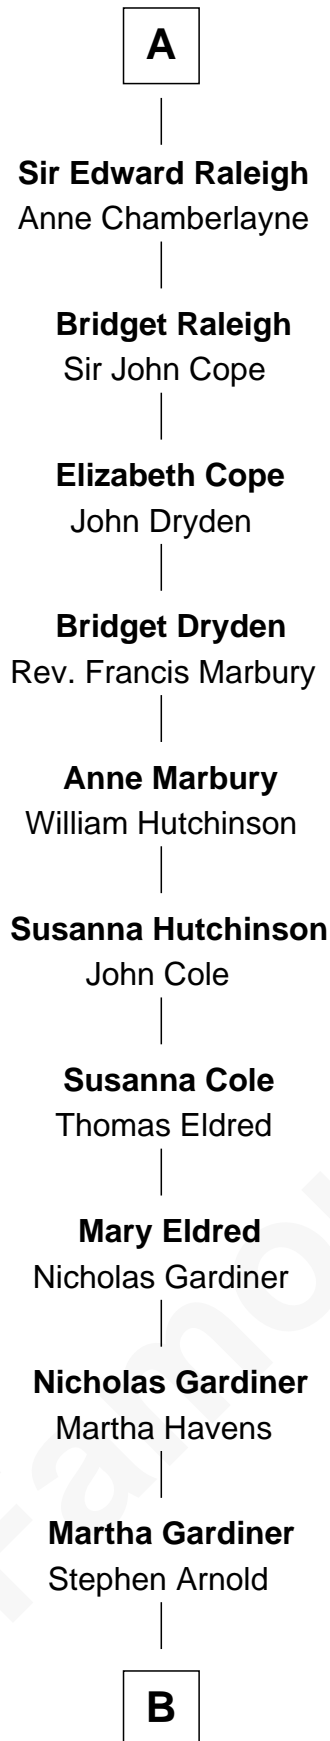 A
Sir Edward Raleigh
Anne Chamberlayne
Bridget Raleigh
Sir John Cope
Elizabeth Cope
John Dryden
Bridget Dryden
Rev. Francis Marbury
Anne Marbury
William Hutchinson
Susanna Hutchinson
John Cole
Susanna Cole
Thomas Eldred
Mary Eldred
Nicholas Gardiner
Nicholas Gardiner
Martha Havens
Martha Gardiner
Stephen Arnold
B